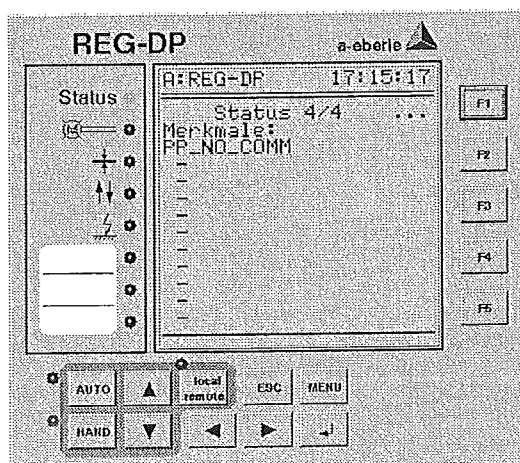 REG-DP
a-eberle
Status
A:REG-DP 17:15:17
Status 4/4 ...
Merkmale:
PP_NO_COMM
-
-
-
-
-
-
-
-
F1
F2
F3
F4
F5
M
AUTO
local
remote
ESC
MENU
HAND